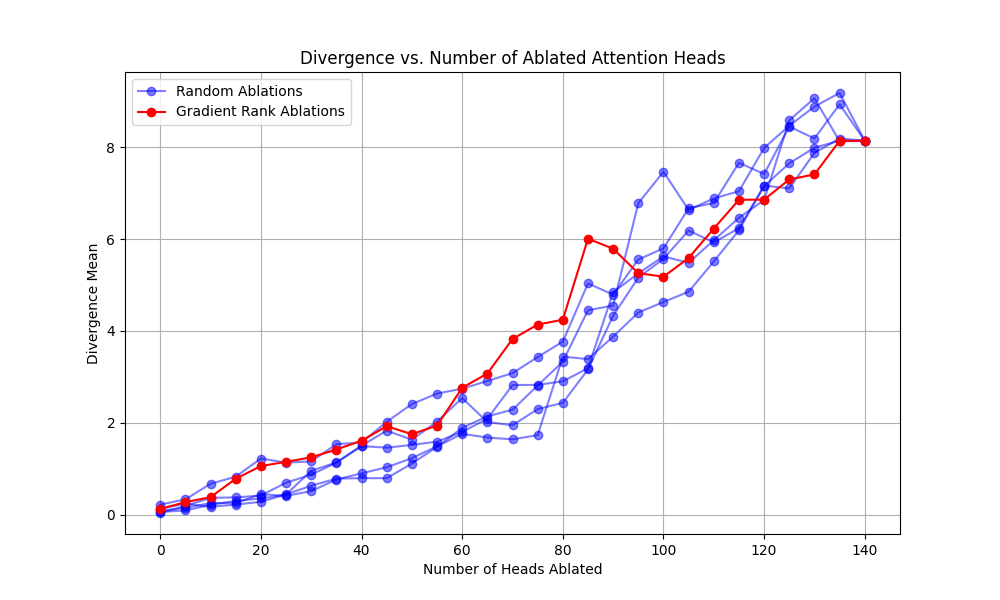 Divergence vs. Number of Ablated Attention Heads
Random Ablations
Gradient Rank Ablations
8
6
4
2
0
Divergence Mean
0 20 40 60 80 100 120 140
Number of Heads Ablated